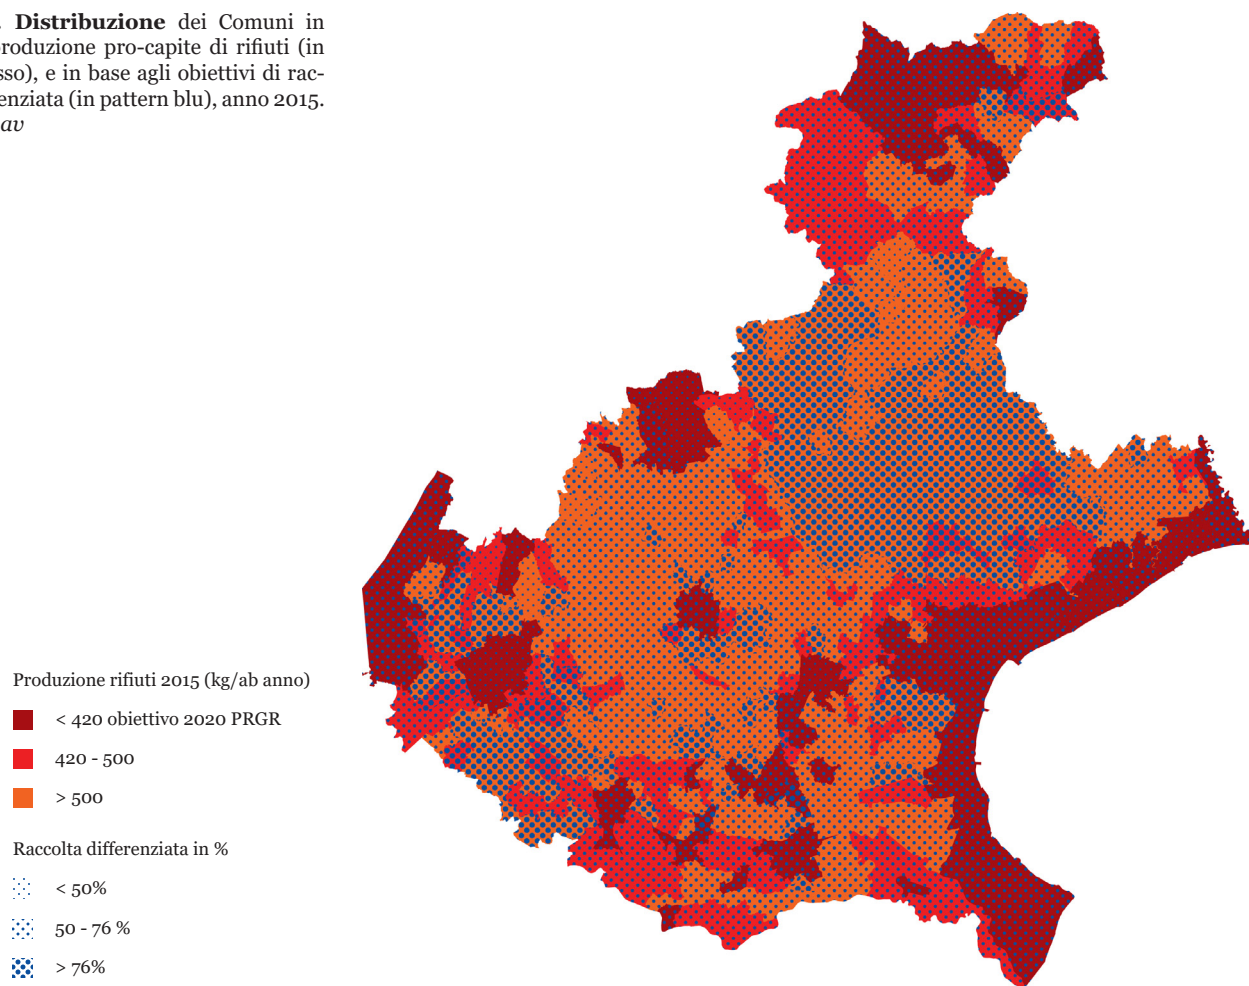 . Distribuzione dei Comuni in
produzione pro-capite di rifiuti (in
sso), e in base agli obiettivi di rac-
enziata (in pattern blu), anno 2015.
av
Produzione rifiuti 2015 (kg/ab anno)
< 420 obiettivo 2020 PRGR
420 - 500
> 500
Raccolta differenziata in %
< 50%
50 - 76 %
> 76%